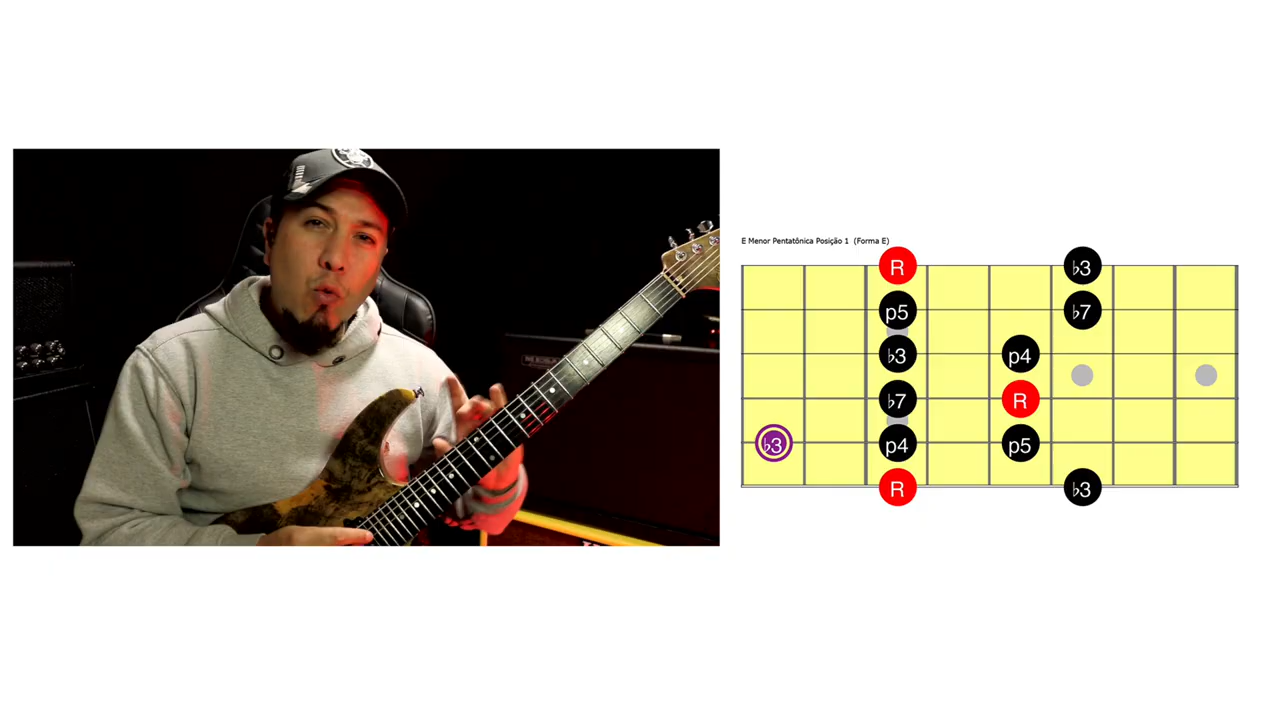 E Menor Pentatônica Posição 1 (Forma E)
R ♭3
p5 ♭7
♭3 p4
♭7 R
♭3 p4 p5
R ♭3